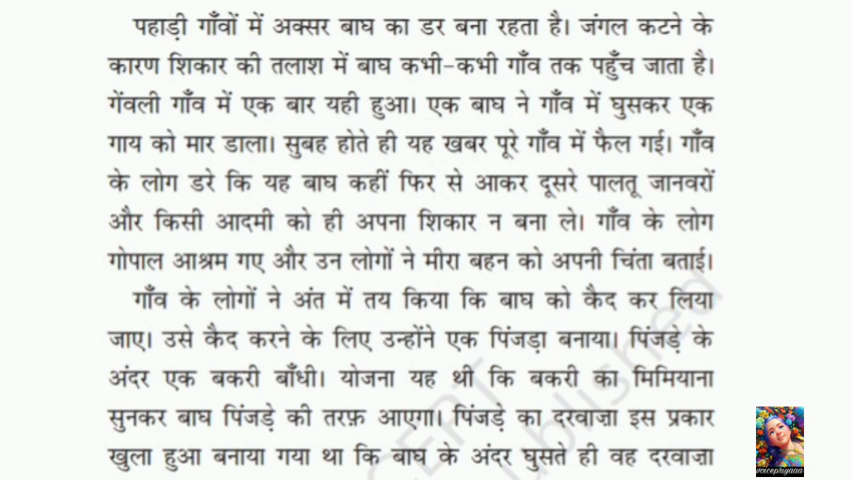 पहाड़ी गाँवों में अक्सर बाघ का डर बना रहता है। जंगल कटने के
कारण शिकार की तलाश में बाघ कभी-कभी गाँव तक पहुँच जाता है।
गेंवली गाँव में एक बार यही हुआ। एक बाघ ने गाँव में घुसकर एक
गाय को मार डाला। सुबह होते ही यह खबर पूरे गाँव में फैल गई। गाँव
के लोग डरे कि यह बाघ कहीं फिर से आकर दूसरे पालतू जानवरों
और किसी आदमी को ही अपना शिकार न बना ले। गाँव के लोग
गोपाल आश्रम गए और उन लोगों ने मीरा बहन को अपनी चिंता बताई।
गाँव के लोगों ने अंत में तय किया कि बाघ को कैद कर लिया
जाए। उसे कैद करने के लिए उन्होंने एक पिंजड़ा बनाया। पिंजड़े के
अंदर एक बकरी बाँधी। योजना यह थी कि बकरी का मिमियाना
सुनकर बाघ पिंजड़े की तरफ़ आएगा। पिंजड़े का दरवाज़ा इस प्रकार
खुला हुआ बनाया गया था कि बाघ के अंदर घुसते ही वह दरवाज़ा
voicepriyaaa